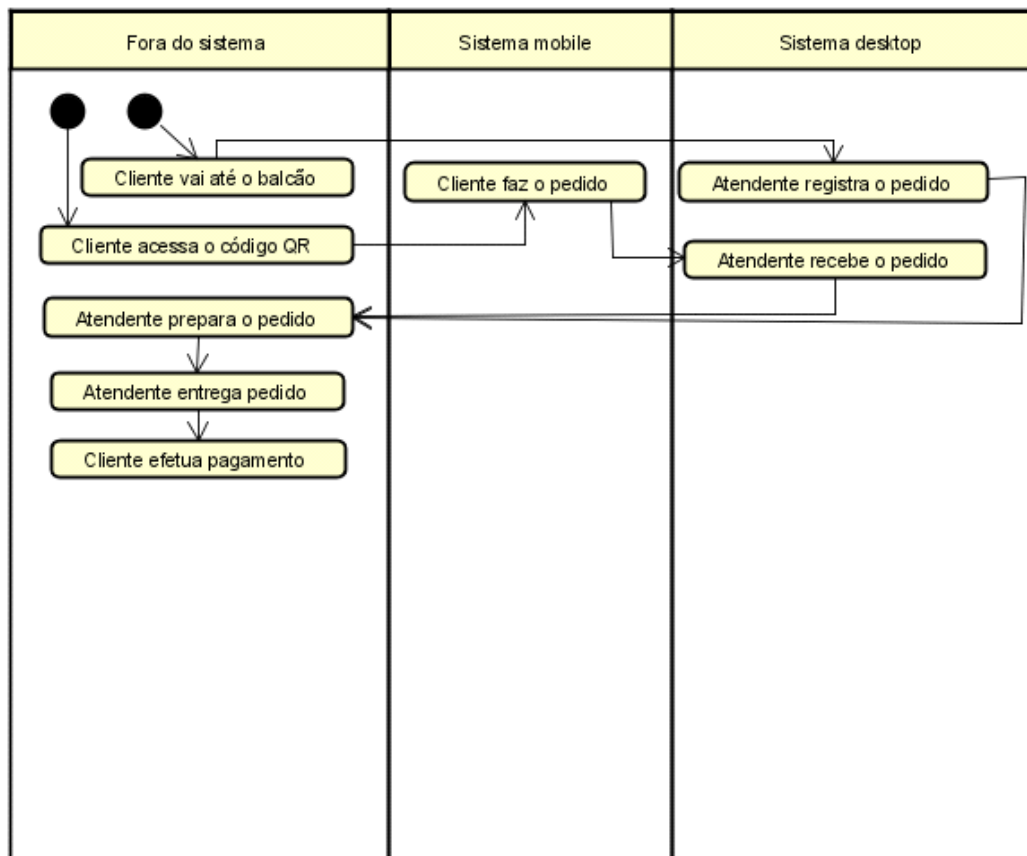 Fora do sistema
Sistema mobile
Sistema desktop
Cliente vai até o balcão
Cliente faz o pedido
Atendente registra o pedido
Cliente acessa o código QR
Atendente recebe o pedido
Atendente prepara o pedido
Atendente entrega pedido
Cliente efetua pagamento